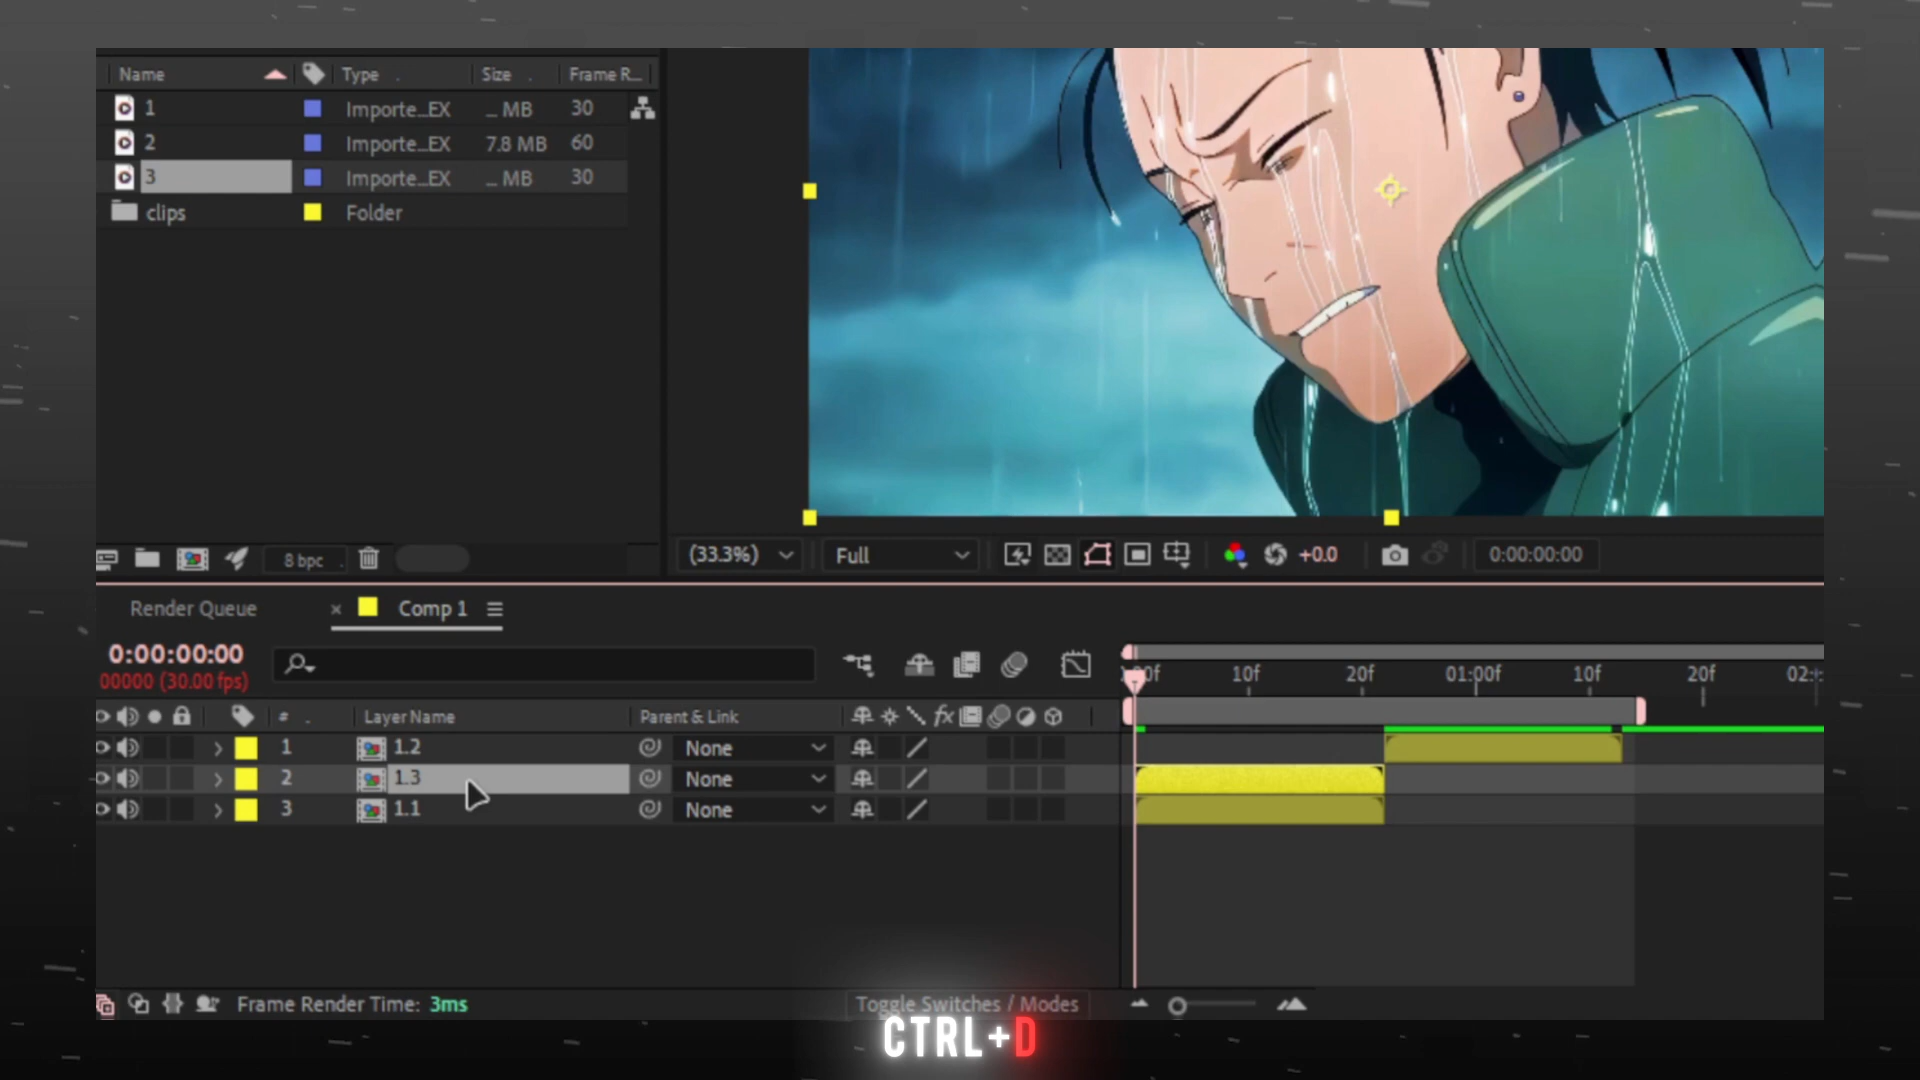 Name Type Size Frame R...
1 Importe...EX ... MB 30
2 Importe...EX 7.8 MB 60
3 Importe...EX ... MB 30
clips Folder
8 bpc
(33.3%) Full +0.0 0:00:00:00
Render Queue × Comp 1
0:00:00:00
00000 (30.00 fps)
00f 10f 20f 01:00f 10f 20f 02:
# . Layer Name Parent & Link fx
1 1.2 None
2 1.3 None
3 1.1 None
Frame Render Time: 3ms
Toggle Switches / Modes
CTRL+D